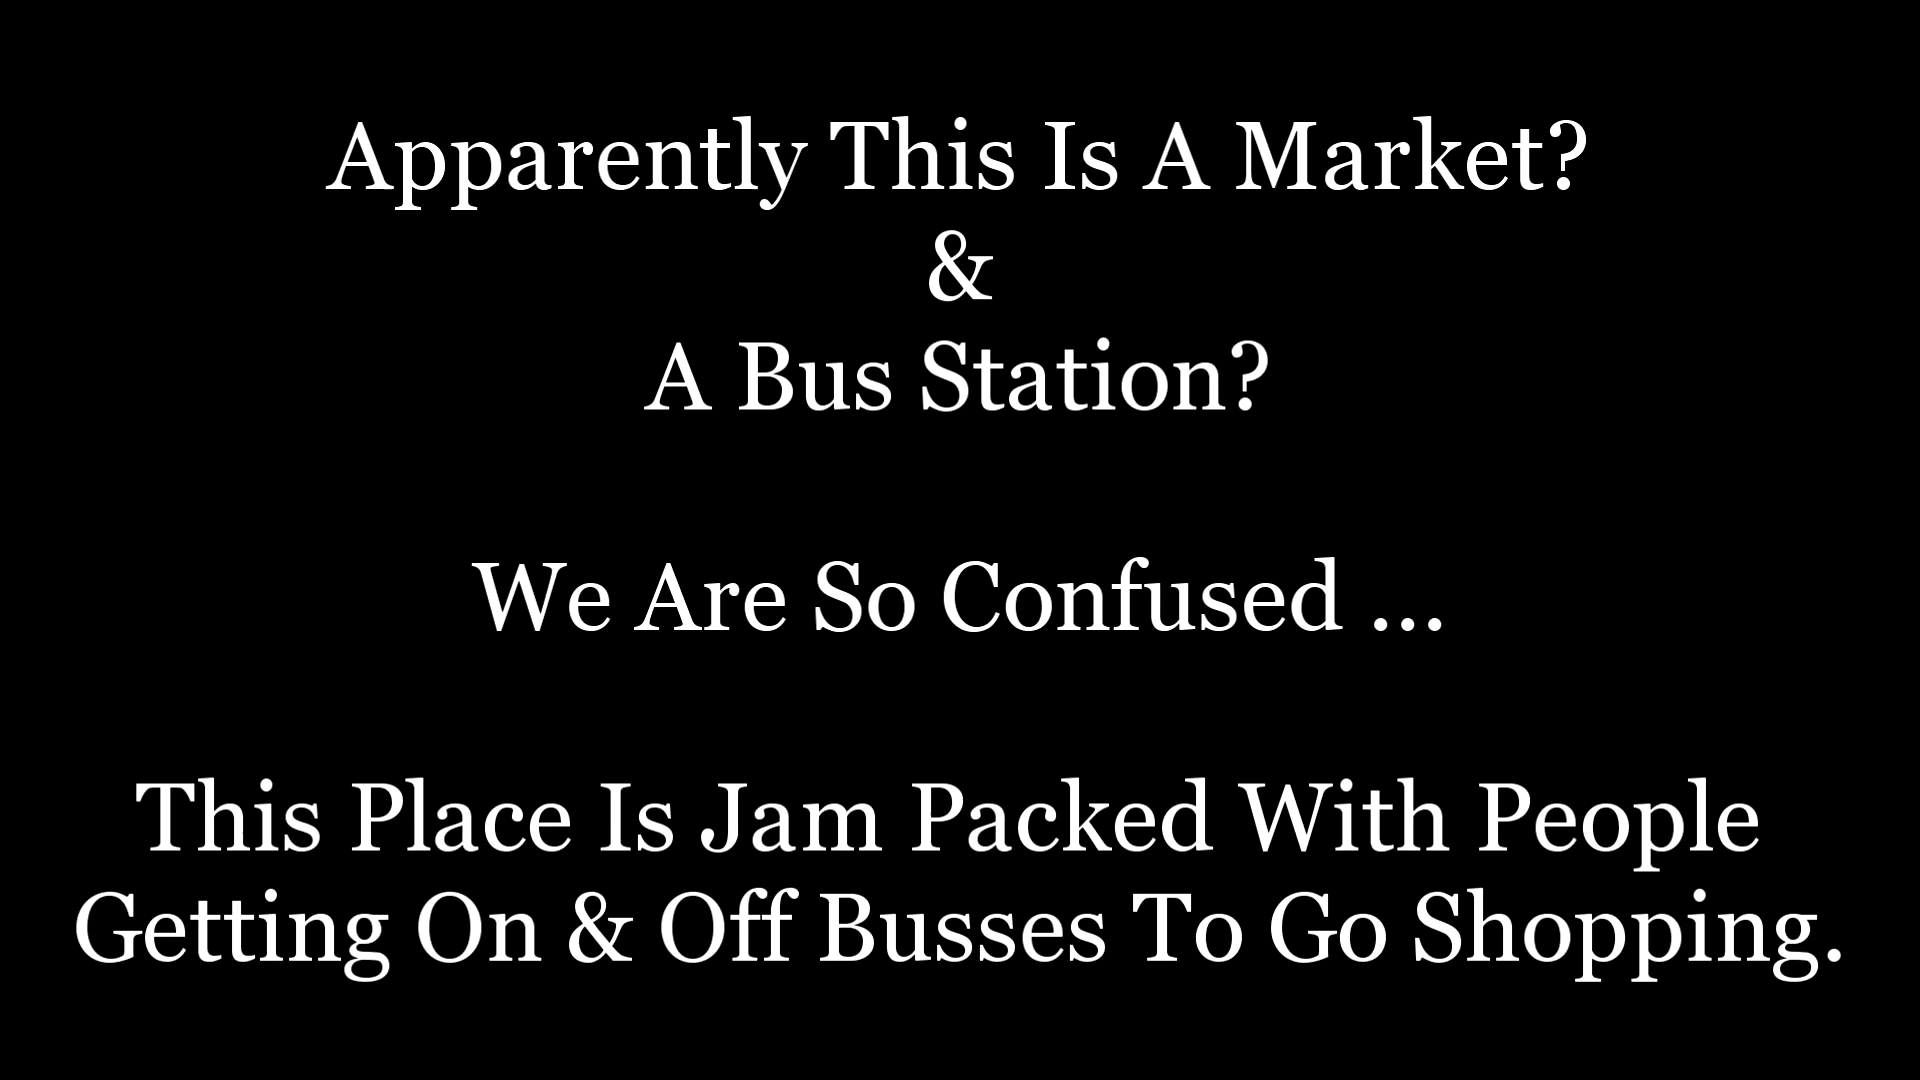 Apparently This Is A Market?
&
A Bus Station?
We Are So Confused ...
This Place Is Jam Packed With People
Getting On & Off Busses To Go Shopping.